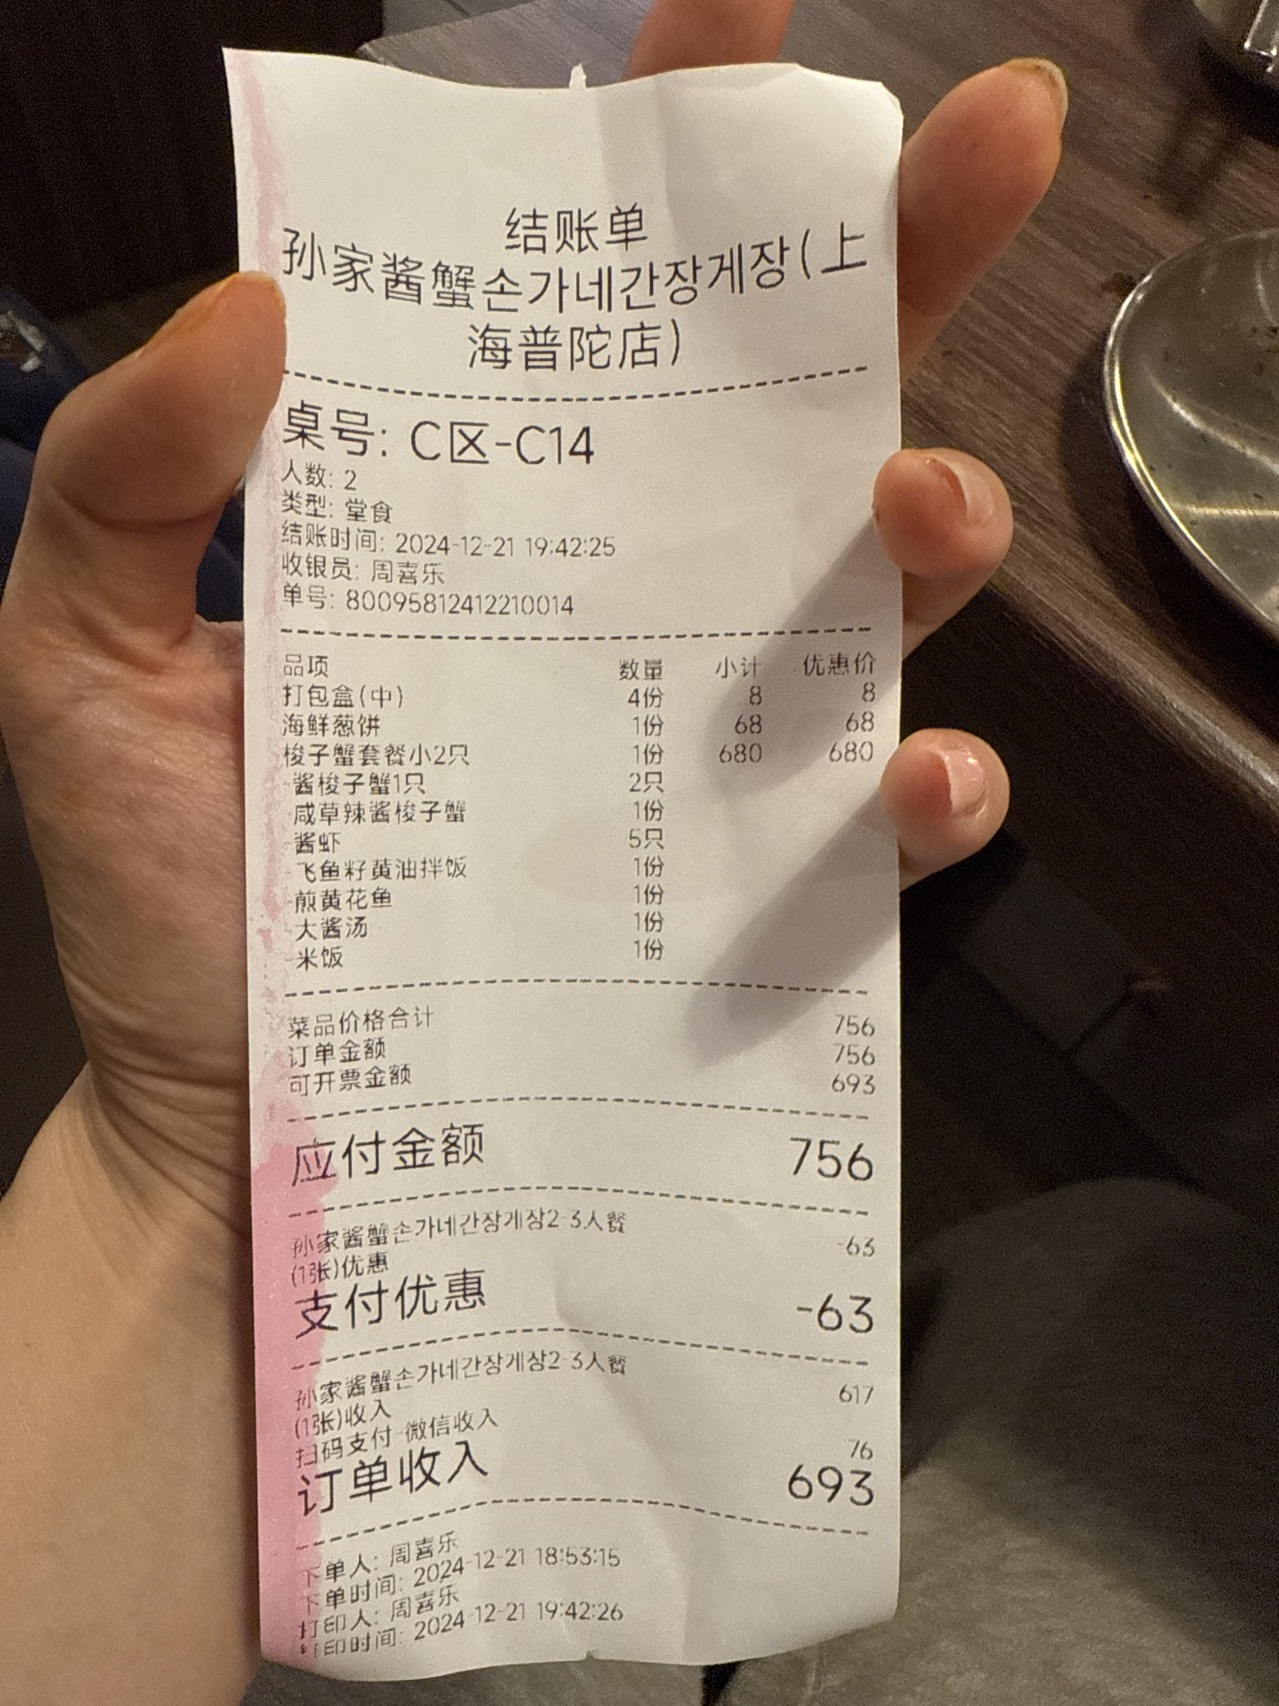 结账单
孙家酱蟹손가네간장게장(上
海普陀店)
桌号: C区-C14
人数: 2
类型: 堂食
结账时间: 2024-12-21 19:42:25
收银员: 周喜乐
单号: 80095812412210014
品项 数量 小计 优惠价
打包盒(中) 4份 8 8
海鲜葱饼 1份 68 68
梭子蟹套餐小2只 1份 680 680
-酱梭子蟹1只 2只
-咸草辣酱梭子蟹 1份
-酱虾 5只
-飞鱼籽黄油拌饭 1份
-煎黄花鱼 1份
-大酱汤 1份
-米饭 1份
菜品价格合计 756
订单金额 756
可开票金额 693
应付金额 756
孙家酱蟹손가네간장게장2-3人餐 -63
(1张)优惠
支付优惠 -63
孙家酱蟹손가네간장게장2-3人餐 617
(1张)收入
扫码支付-微信收入 76
订单收入 693
下单人: 周喜乐
下单时间: 2024-12-21 18:53:15
打印人: 周喜乐
打印时间: 2024-12-21 19:42:26